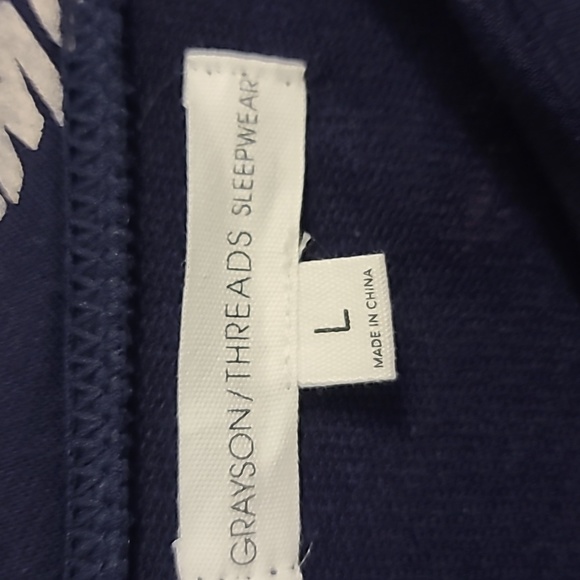 GRAYSON/THREADS SLEEPWEAR
L
MADE IN CHINA